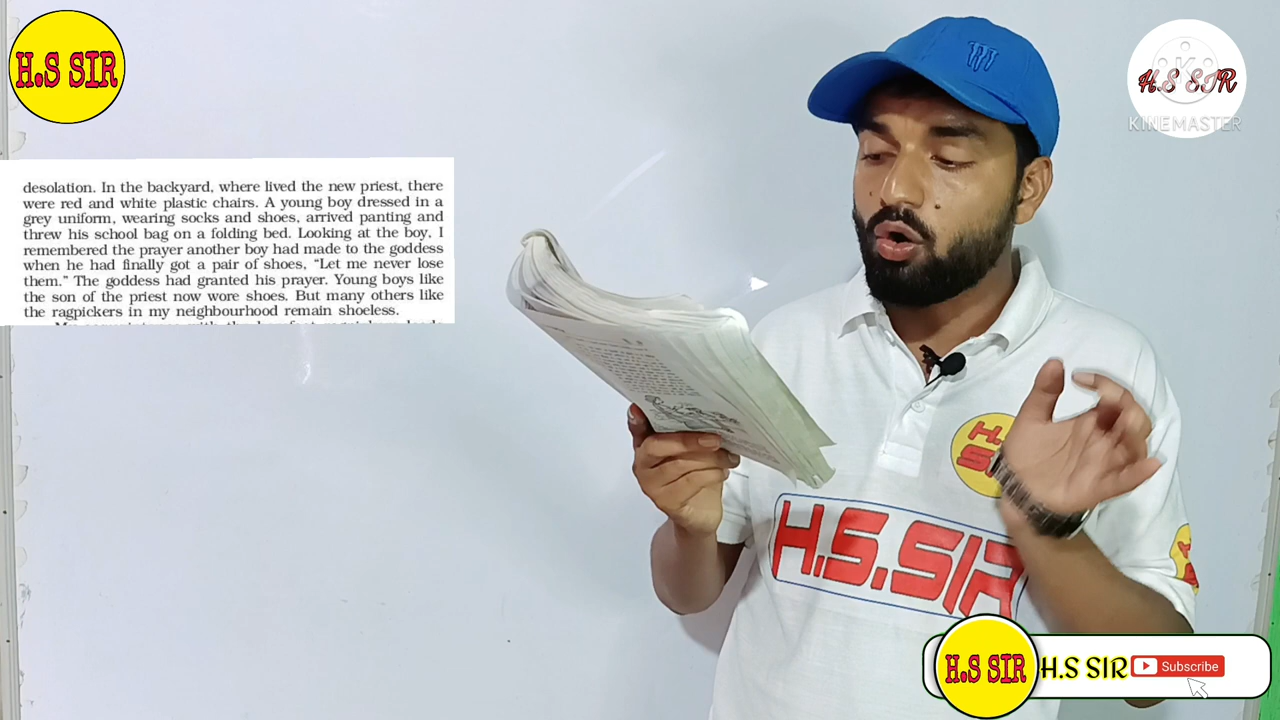 H.S SIR
H.S SIR
KINEMASTER
desolation. In the backyard, where lived the new priest, there
were red and white plastic chairs. A young boy dressed in a
grey uniform, wearing socks and shoes, arrived panting and
threw his school bag on a folding bed. Looking at the boy, I
remembered the prayer another boy had made to the goddess
when he had finally got a pair of shoes, “Let me never lose
them.” The goddess had granted his prayer. Young boys like
the son of the priest now wore shoes. But many others like
the ragpickers in my neighbourhood remain shoeless.
H.S.SIR
H.S SIR
H.S SIR
Subscribe